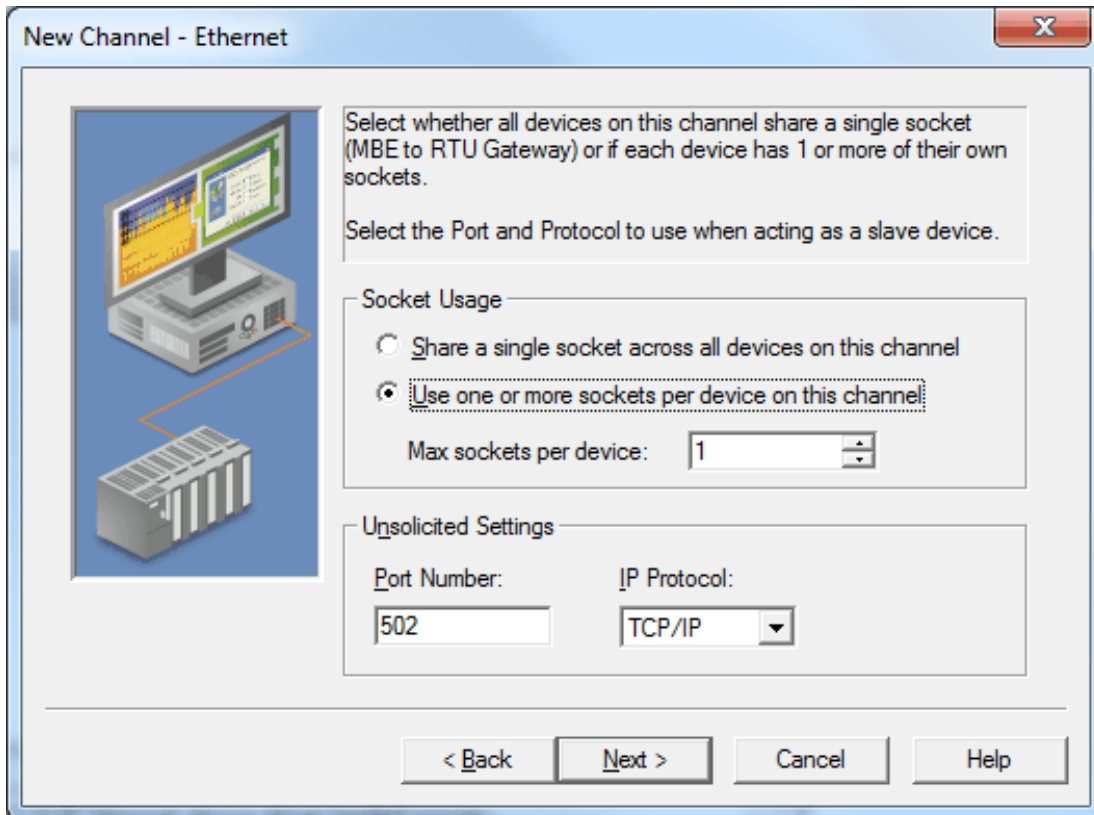 New Channel - Ethernet
Select whether all devices on this channel share a single socket
(MBE to RTU Gateway) or if each device has 1 or more of their own
sockets.
Select the Port and Protocol to use when acting as a slave device.
Socket Usage
Share a single socket across all devices on this channel
Use one or more sockets per device on this channel
Max sockets per device: 1
Unsolicited Settings
Port Number: IP Protocol:
502 TCP/IP
< Back Next > Cancel Help